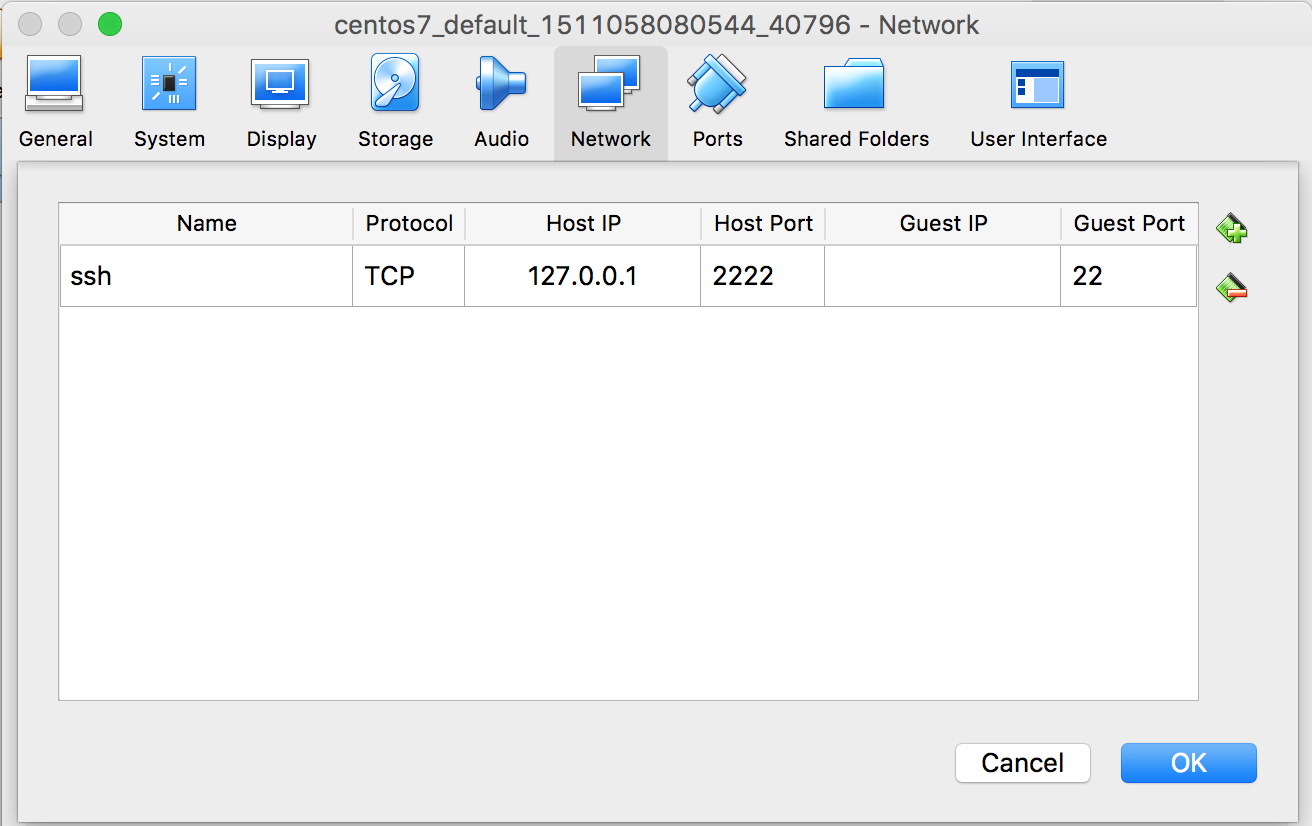 centos7_default_1511058080544_40796 - Network
General System Display Storage Audio Network Ports Shared Folders User Interface
Name Protocol Host IP Host Port Guest IP Guest Port
ssh TCP 127.0.0.1 2222 22
Cancel OK